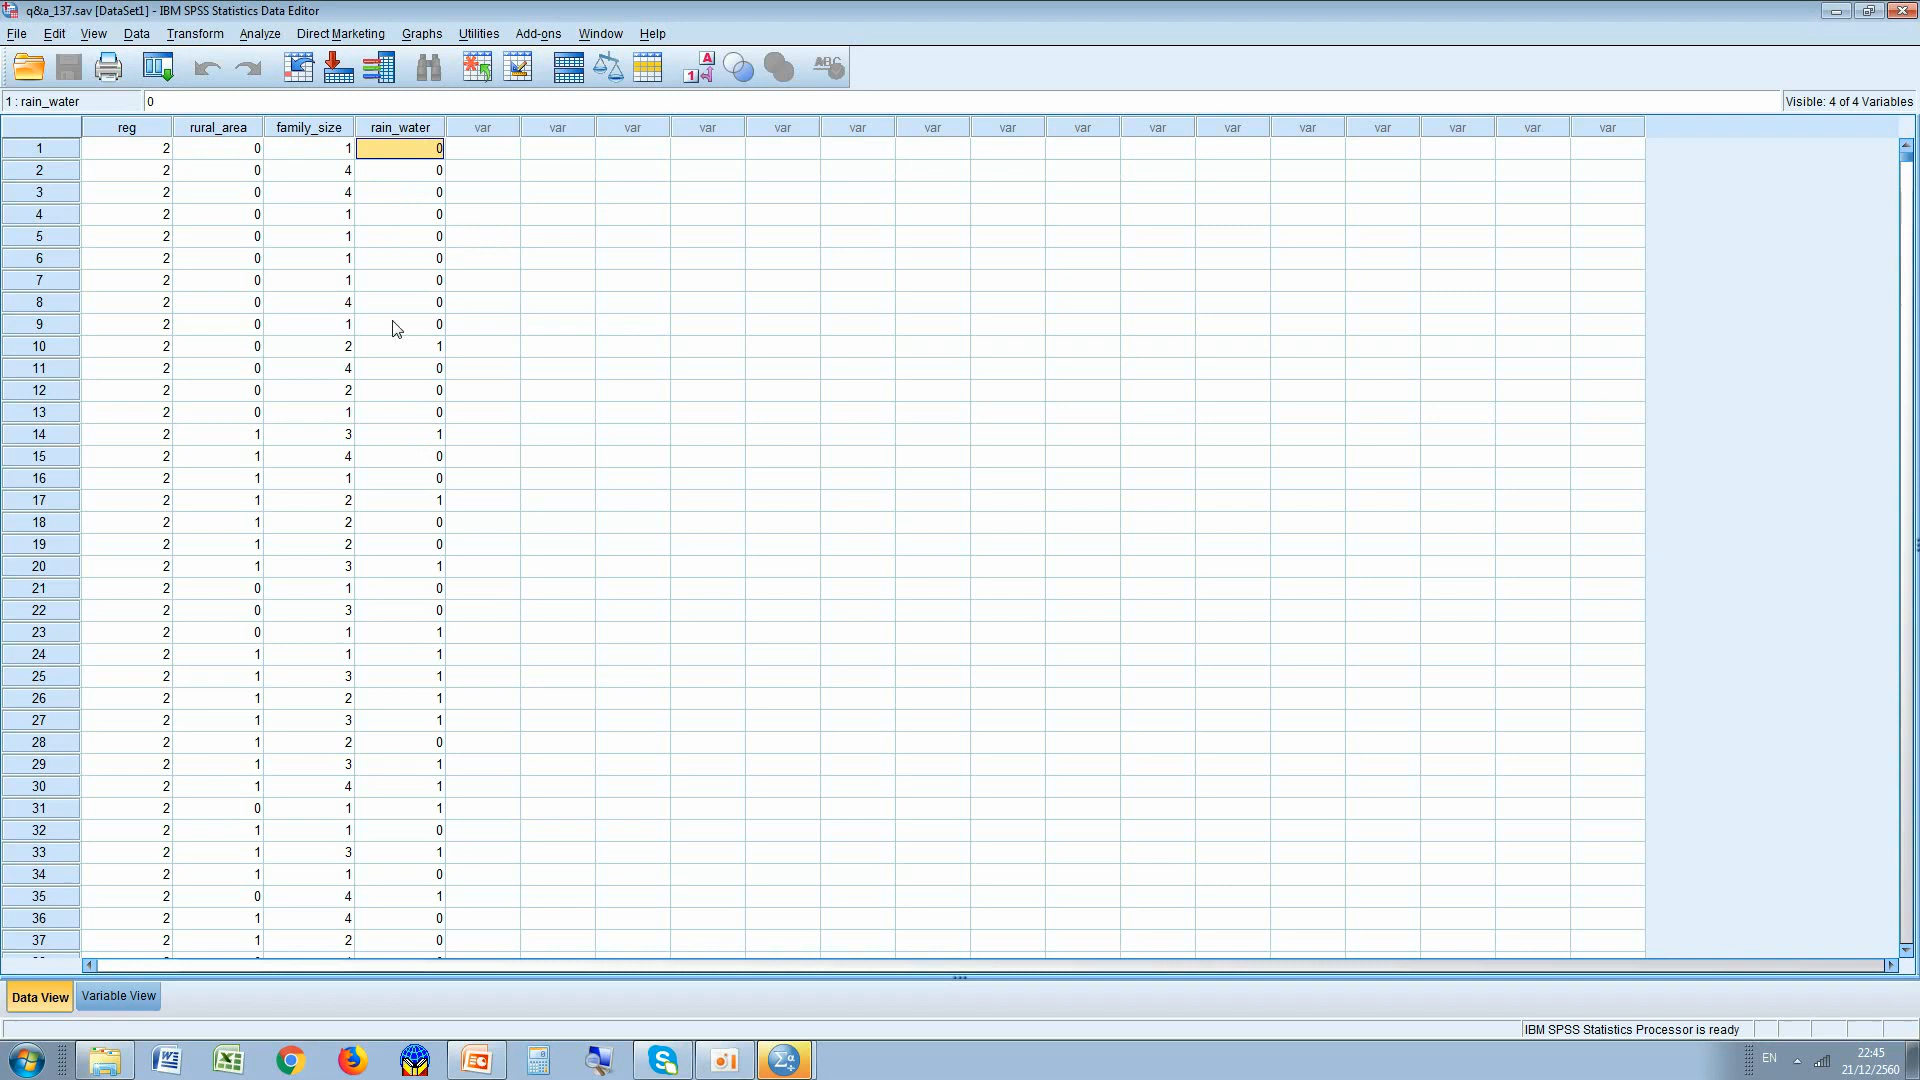 q&a_137.sav [DataSet1] - IBM SPSS Statistics Data Editor
File Edit View Data Transform Analyze Direct Marketing Graphs Utilities Add-ons Window Help
1 : rain_water 0 Visible: 4 of 4 Variables
reg rural_area family_size rain_water var var var var var var var var var var var var var var var var
1 2 0 1 0
2 2 0 4 0
3 2 0 4 0
4 2 0 1 0
5 2 0 1 0
6 2 0 1 0
7 2 0 1 0
8 2 0 4 0
9 2 0 1 0
10 2 0 2 1
11 2 0 4 0
12 2 0 2 0
13 2 0 1 0
14 2 1 3 1
15 2 1 4 0
16 2 1 1 0
17 2 1 2 1
18 2 1 2 0
19 2 1 2 0
20 2 1 3 1
21 2 0 1 0
22 2 0 3 0
23 2 0 1 1
24 2 1 1 1
25 2 1 3 1
26 2 1 2 1
27 2 1 3 1
28 2 1 2 0
29 2 1 3 1
30 2 1 4 1
31 2 0 1 1
32 2 1 1 0
33 2 1 3 1
34 2 1 1 0
35 2 0 4 1
36 2 1 4 0
37 2 1 2 0
Data View Variable View
IBM SPSS Statistics Processor is ready
EN 22:45
21/12/2560